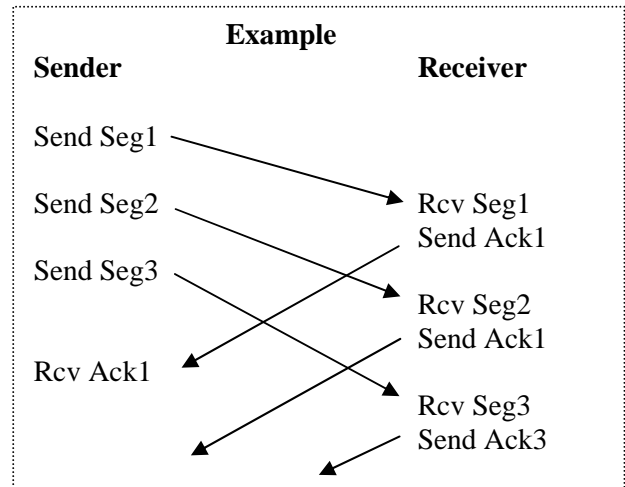 Example
Sender Receiver
Send Seg1
Send Seg2 Rcv Seg1
Send Ack1
Send Seg3
Rcv Seg2
Send Ack1
Rcv Ack1
Rcv Seg3
Send Ack3